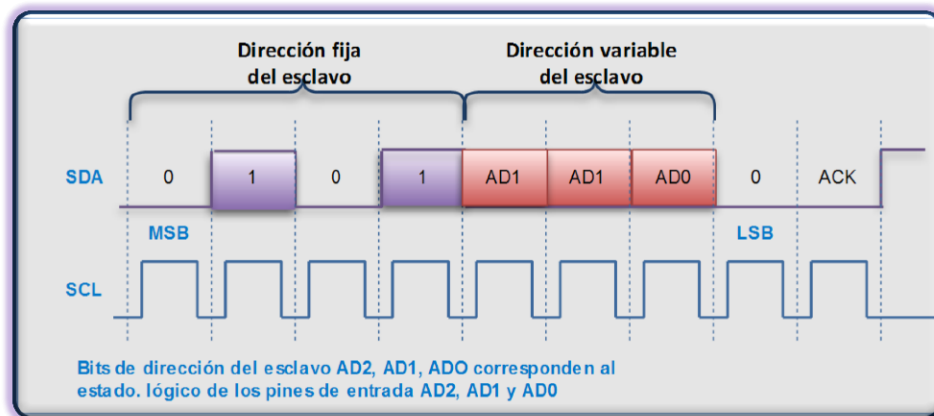 Dirección fija
del esclavo
Dirección variable
del esclavo
SDA
0
1
0
1
AD1
AD1
AD0
0
ACK
MSB
LSB
SCL
Bits de dirección del esclavo AD2, AD1, ADO corresponden al
estado. lógico de los pines de entrada AD2, AD1 y AD0